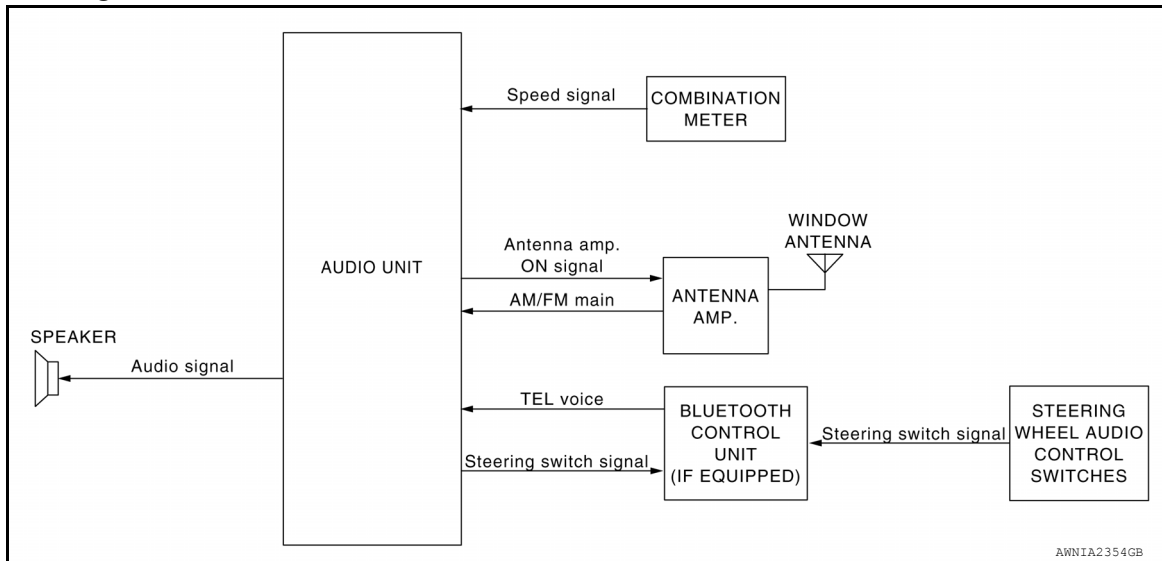 Speed signal
COMBINATION
METER
WINDOW
ANTENNA
Antenna amp.
ON signal
AUDIO UNIT
AM/FM main
ANTENNA
AMP.
SPEAKER
Audio signal
TEL voice
Steering switch signal
BLUETOOTH
CONTROL
UNIT
(IF EQUIPPED)
Steering switch signal
STEERING
WHEEL AUDIO
CONTROL
SWITCHES
AWNIA2354GB